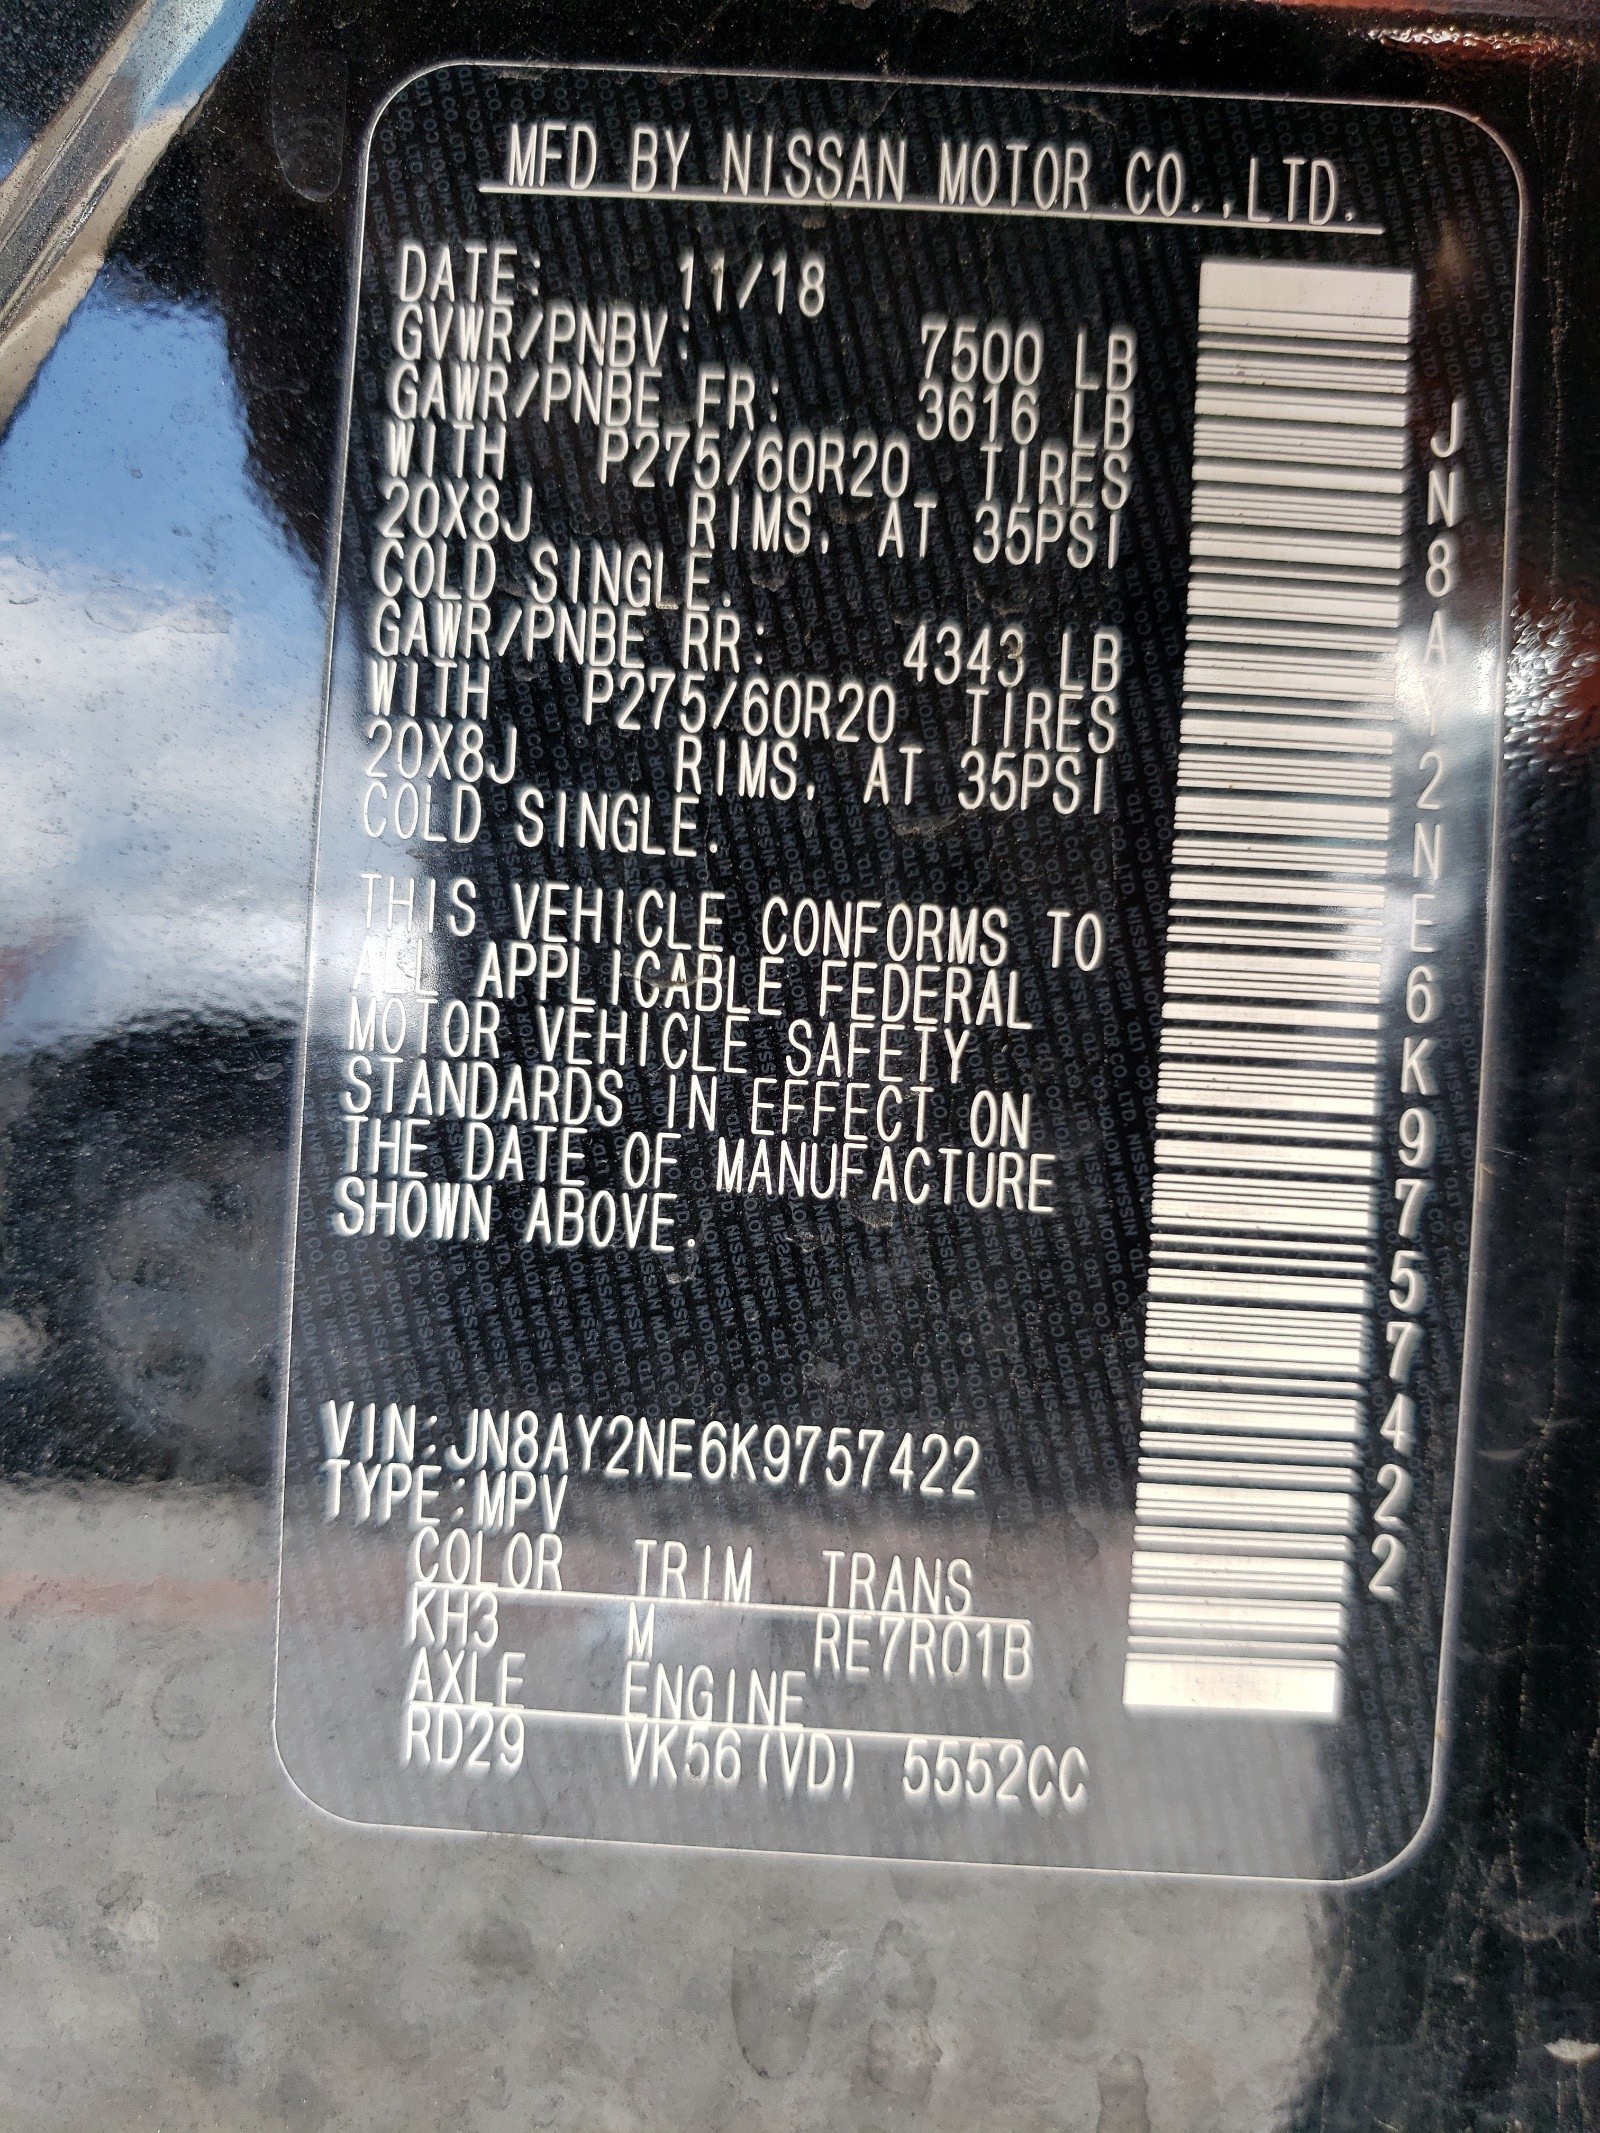 MFD BY NISSAN MOTOR CO.,LTD.
DATE: 11/18
GVWR/PNBV: 7500 LB
GAWR/PNBE FR: 3616 LB
WITH P275/60R20 TIRES
20X8J RIMS, AT 35PSI
COLD SINGLE.
GAWR/PNBE RR: 4343 LB
WITH P275/60R20 TIRES
20X8J RIMS, AT 35PSI
COLD SINGLE.
THIS VEHICLE CONFORMS TO
ALL APPLICABLE FEDERAL
MOTOR VEHICLE SAFETY
STANDARDS IN EFFECT ON
THE DATE OF MANUFACTURE
SHOWN ABOVE.
VIN:JN8AY2NE6K9757422
TYPE:MPV
COLOR TRIM TRANS
KH3 M RE7R01B
AXLE ENGINE
RD29 VK56(VD) 5552CC
JN8AY2NE6K9757422